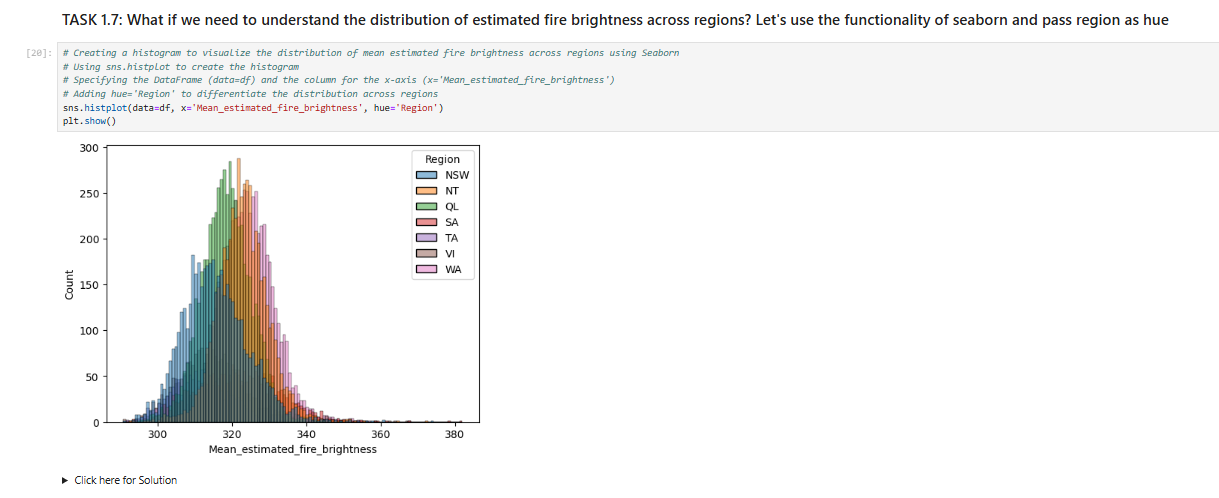 TASK 1.7: What if we need to understand the distribution of estimated fire brightness across regions? Let's use the functionality of seaborn and pass region as hue
[20]:
# Creating a histogram to visualize the distribution of mean estimated fire brightness across regions using Seaborn
# Using sns.histplot to create the histogram
# Specifying the DataFrame (data=df) and the column for the x-axis (x='Mean_estimated_fire_brightness')
# Adding hue='Region' to differentiate the distribution across regions
sns.histplot(data=df, x='Mean_estimated_fire_brightness', hue='Region')
plt.show()
300
250
200
150
100
50
0
Count
Region
NSW
NT
QL
SA
TA
VI
WA
300 320 340 360 380
Mean_estimated_fire_brightness
Click here for Solution